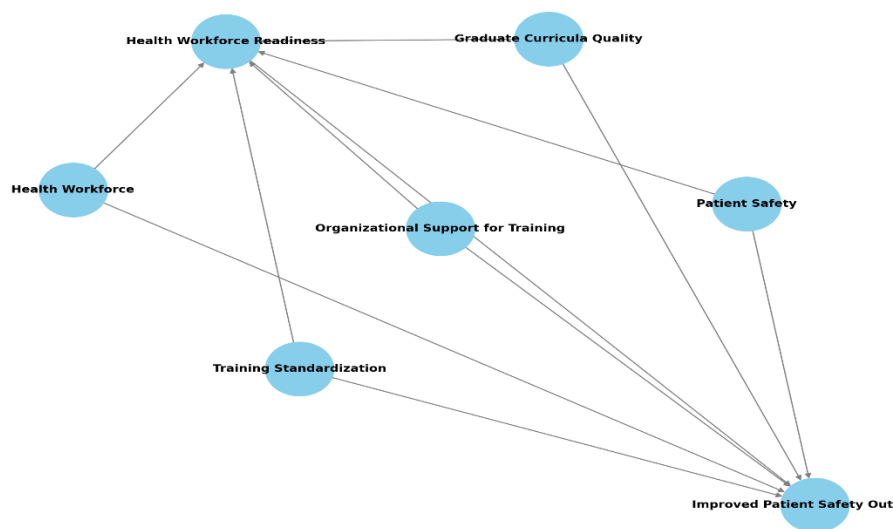 Graduate Curricula Quality
Health Workforce Readiness
Health Workforce
Patient Safety
Organizational Support for Training
Training Standardization
Improved Patient Safety Out